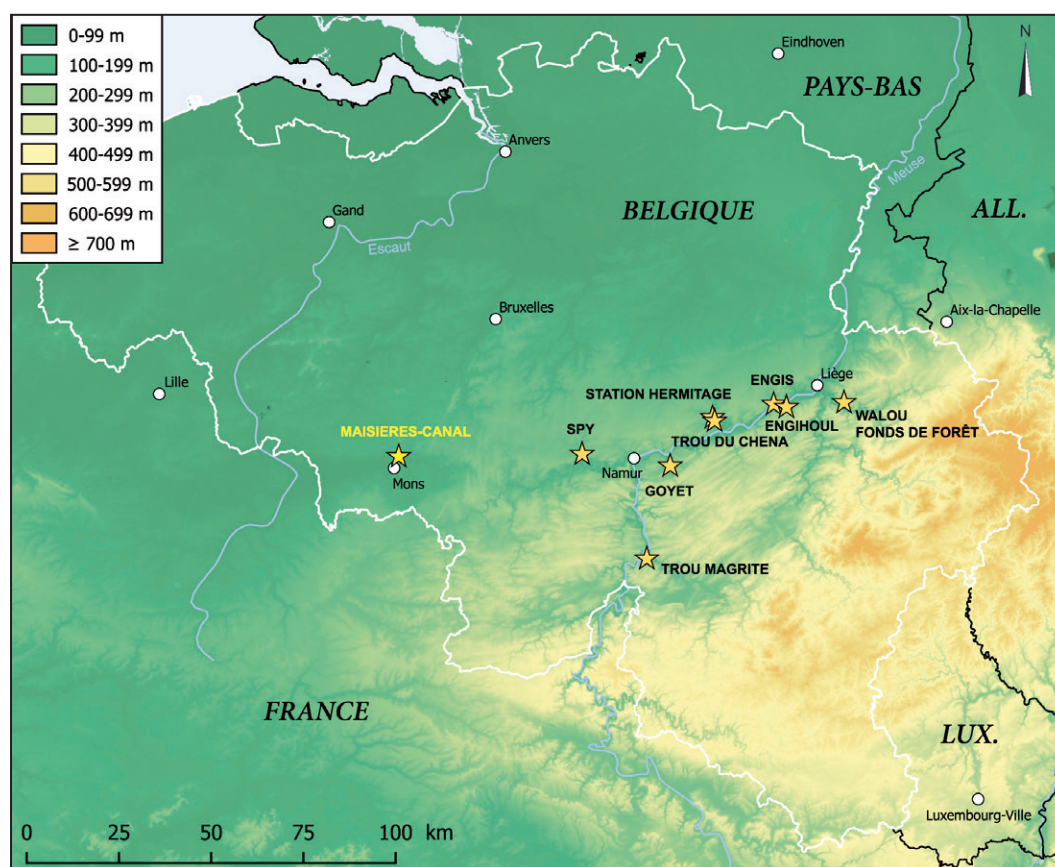 0-99 m
100-199 m
200-299 m
300-399 m
400-499 m
500-599 m
600-699 m
≥ 700 m
N
Eindhoven
PAYS-BAS
Anvers
Meuse
BELGIQUE
ALL.
Gand
Escaut
Bruxelles
Aix-la-Chapelle
Lille
Liège
ENGIS
STATION HERMITAGE
WALOU
ENGIHOUL
FONDS DE FORÊT
MAISIERES-CANAL
SPY
TROU DU CHENA
Namur
Mons
GOYET
TROU MAGRITE
FRANCE
LUX.
Luxembourg-Ville
0 25 50 75 100 km